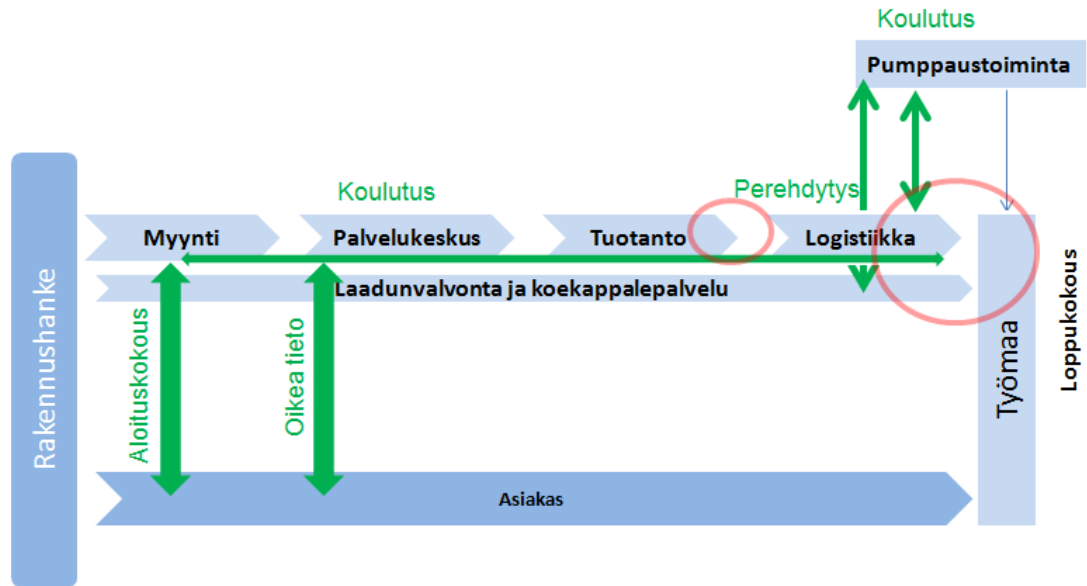 Koulutus
Pumppaustoiminta
Koulutus
Perehdytys
Myynti
Palvelukeskus
Tuotanto
Logistiikka
Laadunvalvonta ja koekappalepalvelu
Rakennushanke
Aloituskokous
Oikea tieto
Työmaa
Loppukokous
Asiakas